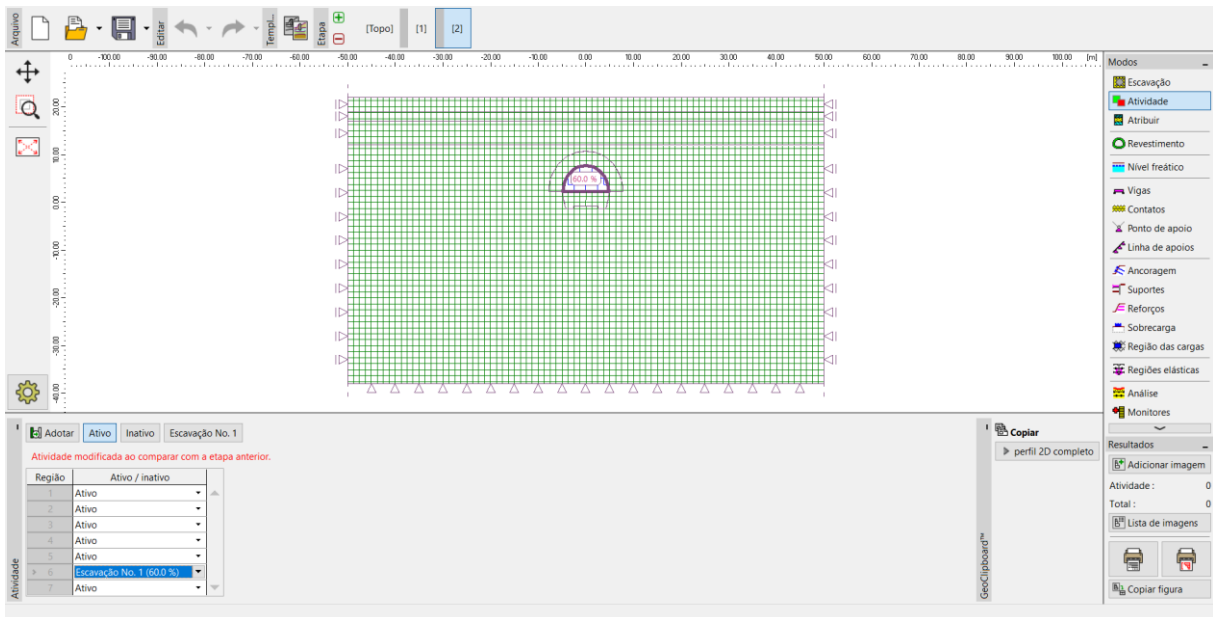 Arquivo
Editar
Templ...
Etapa
[Topo]
[1]
[2]
0 -100.00 -90.00 -80.00 -70.00 -60.00 -50.00 -40.00 -30.00 -20.00 -10.00 0.00 10.00 20.00 30.00 40.00 50.00 60.00 70.00 80.00 90.00 100.00 [m]
20.00
10.00
0.00
-10.00
-20.00
-30.00
-40.00
60.0 %
Modos
Escavação
Atividade
Atribuir
Revestimento
Nível freático
Vigas
Contatos
Ponto de apoio
Linha de apoios
Ancoragem
Suportes
Reforços
Sobrecarga
Região das cargas
Regiões elásticas
Análise
Monitores
Resultados
Adicionar imagem
Atividade : 0
Total : 0
Lista de imagens
Copiar figura
Atividade
Adotar Ativo Inativo Escavação No. 1
Atividade modificada ao comparar com a etapa anterior.
Região Ativo / inativo
1 Ativo
2 Ativo
3 Ativo
4 Ativo
5 Ativo
6 Escavação No. 1 (60.0 %)
7 Ativo
GeoClipboard™
Copiar
perfil 2D completo